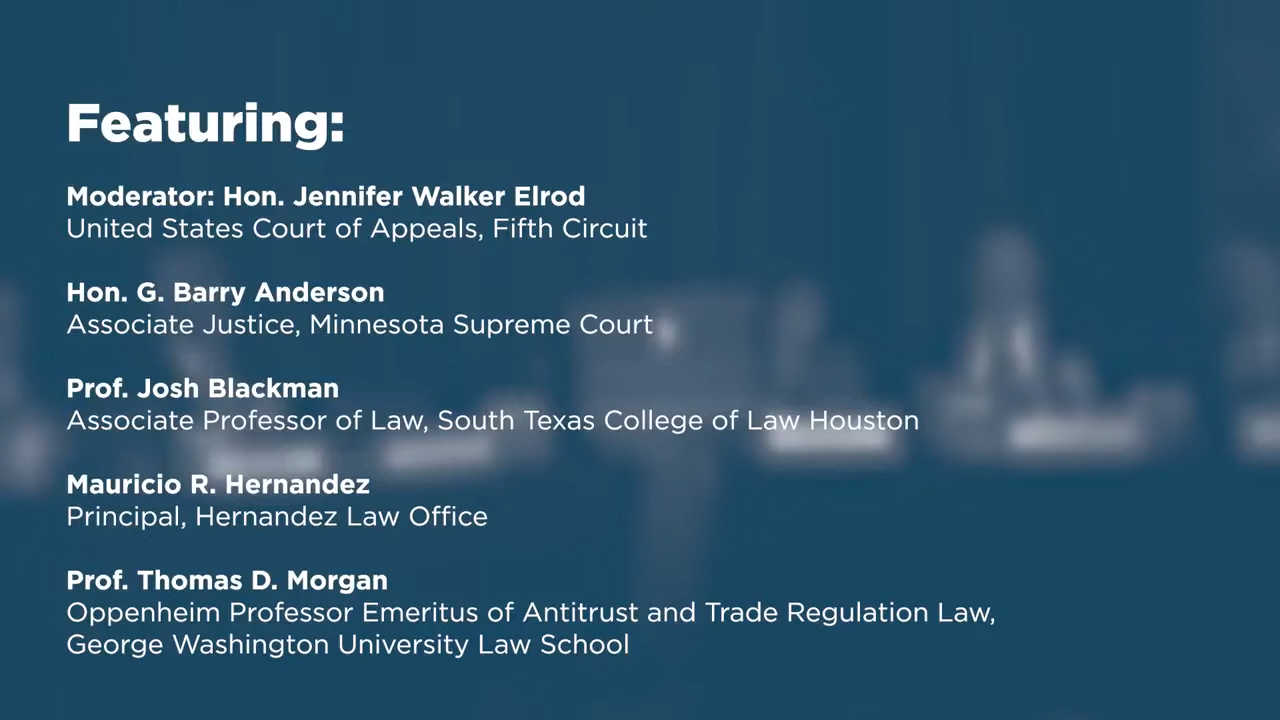 Featuring:
Moderator: Hon. Jennifer Walker Elrod
United States Court of Appeals, Fifth Circuit
Hon. G. Barry Anderson
Associate Justice, Minnesota Supreme Court
Prof. Josh Blackman
Associate Professor of Law, South Texas College of Law Houston
Mauricio R. Hernandez
Principal, Hernandez Law Office
Prof. Thomas D. Morgan
Oppenheim Professor Emeritus of Antitrust and Trade Regulation Law,
George Washington University Law School